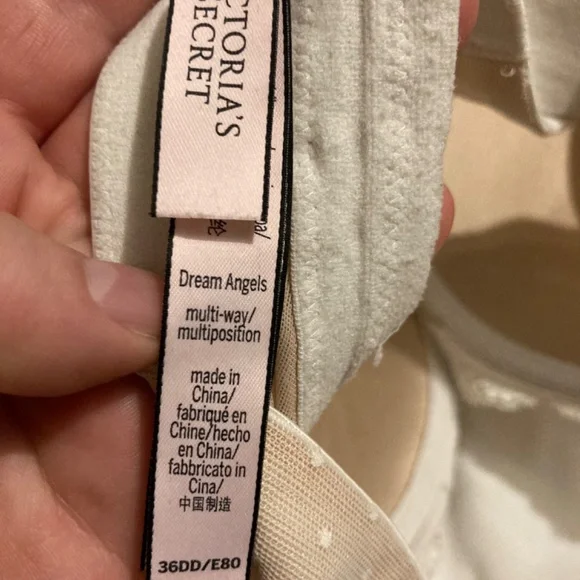 VICTORIA'S
SECRET
Dream Angels
multi-way/
multiposition
made in
China/
fabriqué en
Chine/hecho
en China/
fabbricato in
Cina/
中国制造
36DD/E80